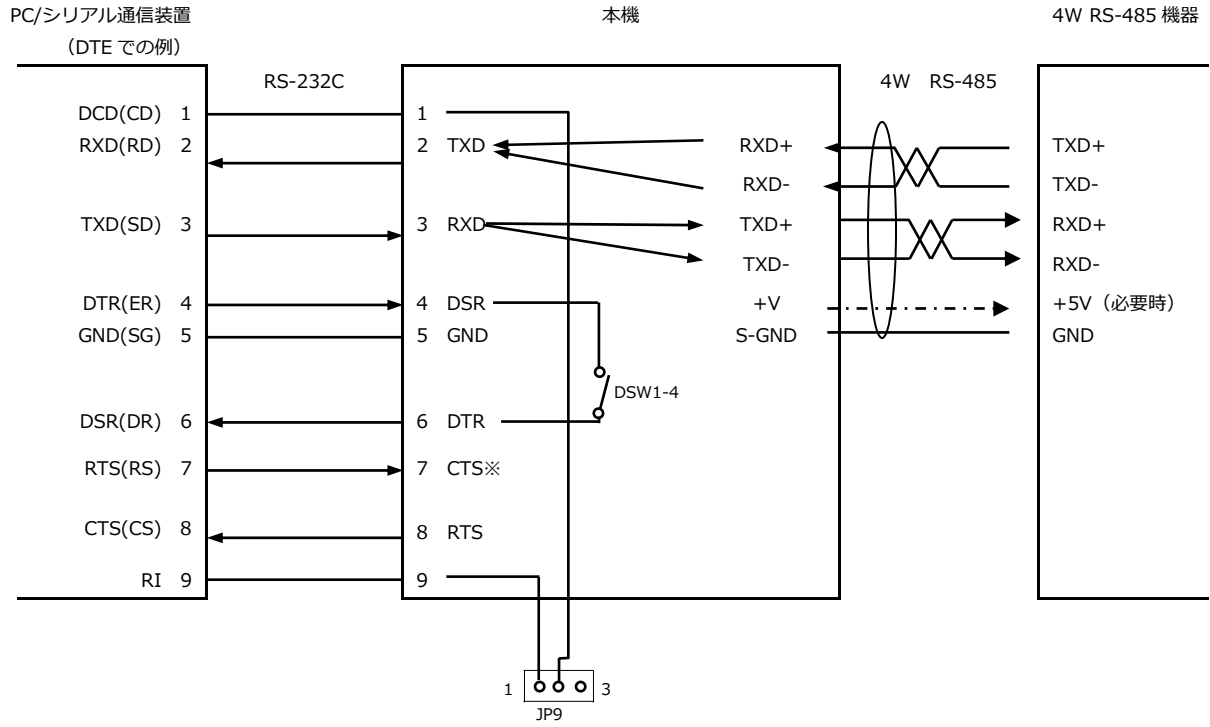 PC/シリアル通信装置 本機 4W RS-485 機器
（DTE での例）
RS-232C 4W RS-485
DCD(CD) 1 1
RXD(RD) 2 2 TXD RXD+ TXD+
RXD- TXD-
TXD(SD) 3 3 RXD TXD+ RXD+
TXD- RXD-
DTR(ER) 4 4 DSR +V +5V（必要時）
GND(SG) 5 5 GND S-GND GND
DSW1-4
DSR(DR) 6 6 DTR
RTS(RS) 7 7 CTS※
CTS(CS) 8 8 RTS
RI 9 9
1 3
JP9